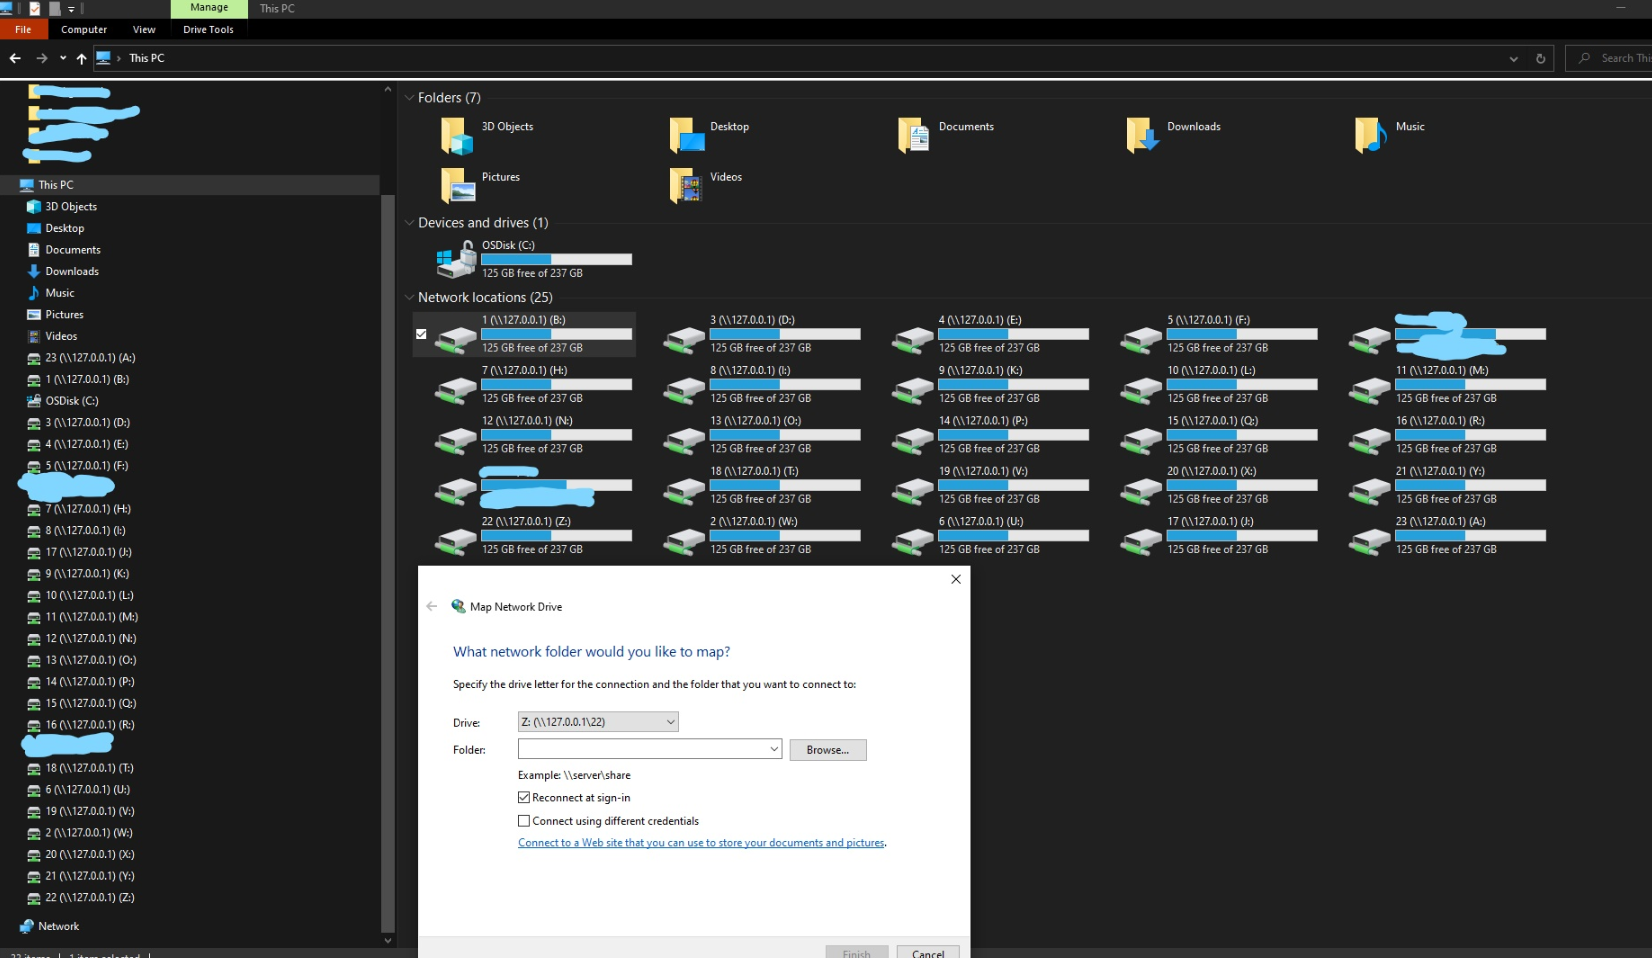 Manage
This PC
File
Computer
View
Drive Tools
This PC
Search This
This PC
3D Objects
Desktop
Documents
Downloads
Music
Pictures
Videos
23 (\\127.0.0.1) (A:)
1 (\\127.0.0.1) (B:)
OSDisk (C:)
3 (\\127.0.0.1) (D:)
4 (\\127.0.0.1) (E:)
5 (\\127.0.0.1) (F:)
7 (\\127.0.0.1) (H:)
8 (\\127.0.0.1) (I:)
17 (\\127.0.0.1) (J:)
9 (\\127.0.0.1) (K:)
10 (\\127.0.0.1) (L:)
11 (\\127.0.0.1) (M:)
12 (\\127.0.0.1) (N:)
13 (\\127.0.0.1) (O:)
14 (\\127.0.0.1) (P:)
15 (\\127.0.0.1) (Q:)
16 (\\127.0.0.1) (R:)
18 (\\127.0.0.1) (T:)
6 (\\127.0.0.1) (U:)
19 (\\127.0.0.1) (V:)
2 (\\127.0.0.1) (W:)
20 (\\127.0.0.1) (X:)
21 (\\127.0.0.1) (Y:)
22 (\\127.0.0.1) (Z:)
Network
Folders (7)
3D Objects
Desktop
Documents
Downloads
Music
Pictures
Videos
Devices and drives (1)
OSDisk (C:)
125 GB free of 237 GB
Network locations (25)
1 (\\127.0.0.1) (B:)
125 GB free of 237 GB
3 (\\127.0.0.1) (D:)
125 GB free of 237 GB
4 (\\127.0.0.1) (E:)
125 GB free of 237 GB
5 (\\127.0.0.1) (F:)
125 GB free of 237 GB
7 (\\127.0.0.1) (H:)
125 GB free of 237 GB
8 (\\127.0.0.1) (I:)
125 GB free of 237 GB
9 (\\127.0.0.1) (K:)
125 GB free of 237 GB
10 (\\127.0.0.1) (L:)
125 GB free of 237 GB
11 (\\127.0.0.1) (M:)
125 GB free of 237 GB
12 (\\127.0.0.1) (N:)
125 GB free of 237 GB
13 (\\127.0.0.1) (O:)
125 GB free of 237 GB
14 (\\127.0.0.1) (P:)
125 GB free of 237 GB
15 (\\127.0.0.1) (Q:)
125 GB free of 237 GB
16 (\\127.0.0.1) (R:)
125 GB free of 237 GB
18 (\\127.0.0.1) (T:)
125 GB free of 237 GB
19 (\\127.0.0.1) (V:)
125 GB free of 237 GB
20 (\\127.0.0.1) (X:)
125 GB free of 237 GB
21 (\\127.0.0.1) (Y:)
125 GB free of 237 GB
22 (\\127.0.0.1) (Z:)
125 GB free of 237 GB
2 (\\127.0.0.1) (W:)
125 GB free of 237 GB
6 (\\127.0.0.1) (U:)
125 GB free of 237 GB
17 (\\127.0.0.1) (J:)
125 GB free of 237 GB
23 (\\127.0.0.1) (A:)
125 GB free of 237 GB
Map Network Drive
What network folder would you like to map?
Specify the drive letter for the connection and the folder that you want to connect to:
Drive:
Z: (\\127.0.0.1\22)
Folder:
Browse...
Example: \\server\share
Reconnect at sign-in
Connect using different credentials
Connect to a Web site that you can use to store your documents and pictures.
Finish
Cancel
items
1 item selected